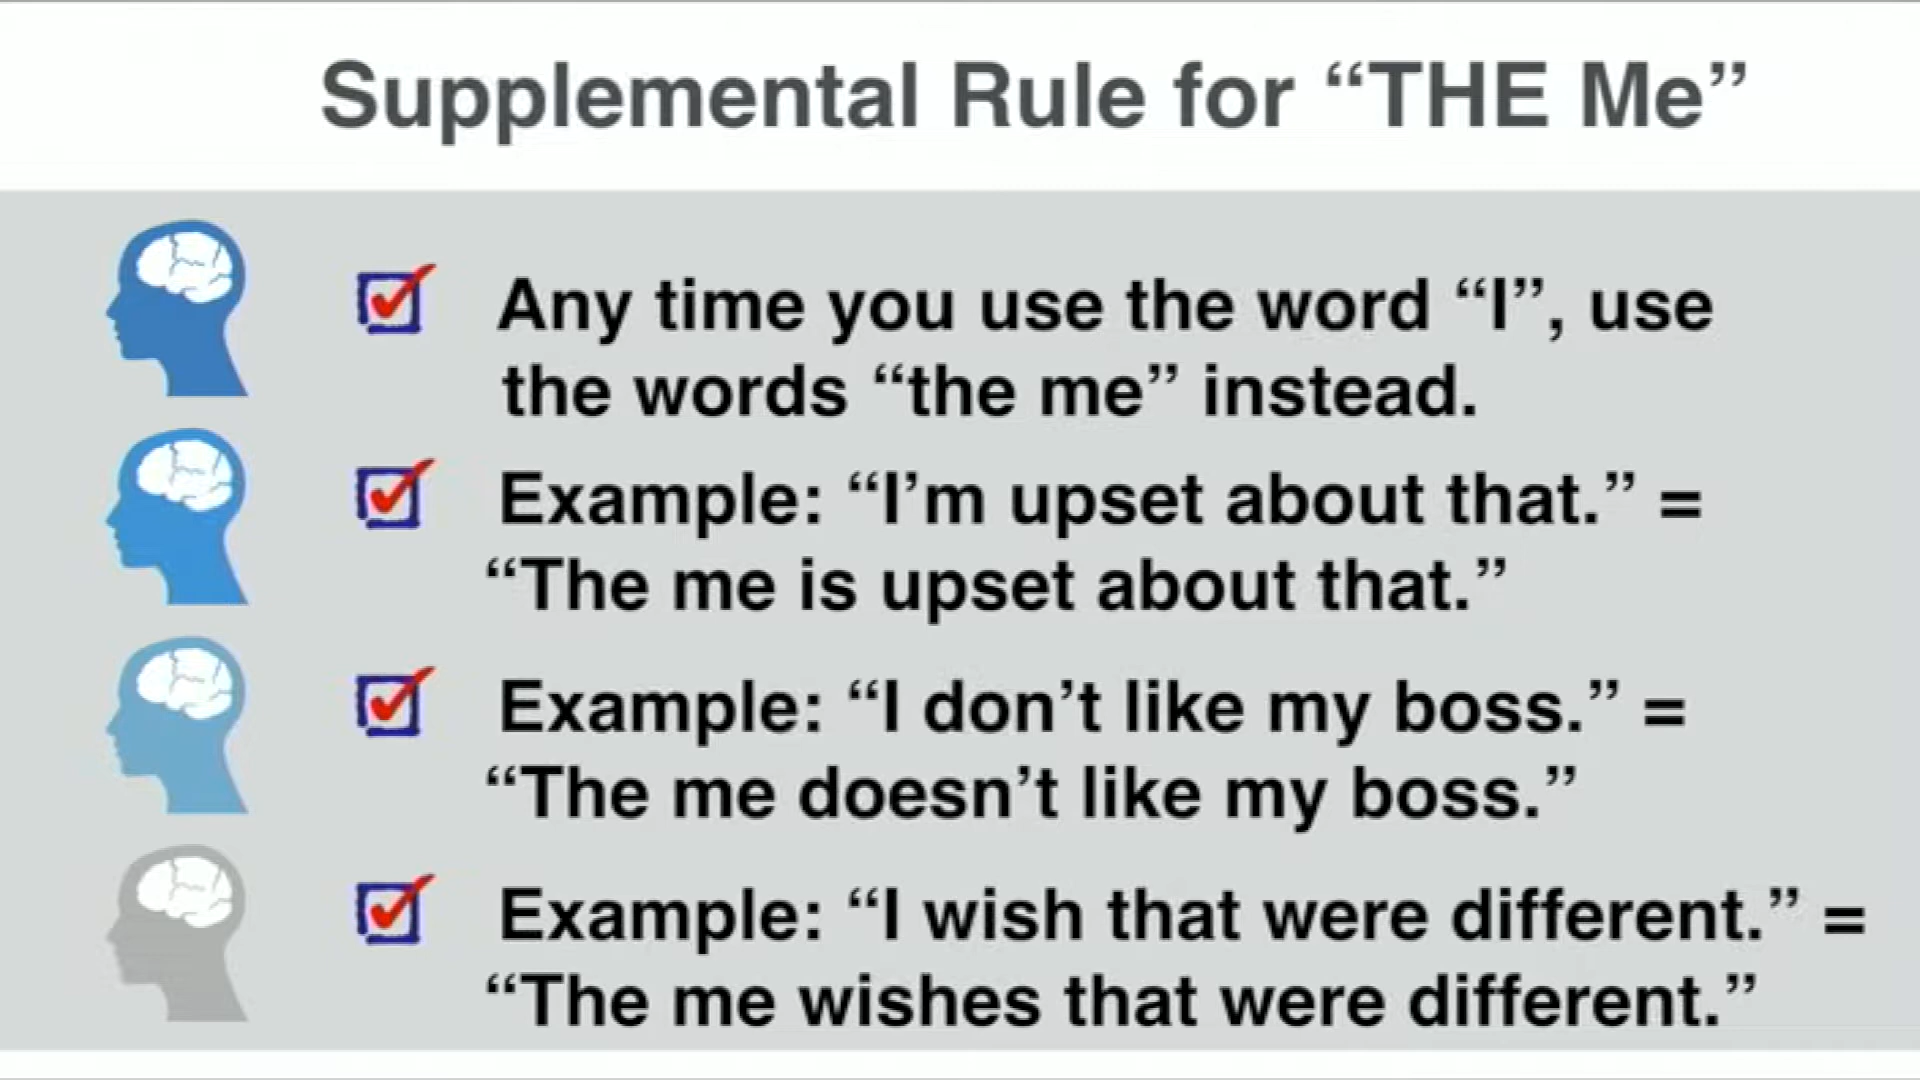 Supplemental Rule for “THE Me”
Any time you use the word “I”, use
the words “the me” instead.
Example: “I’m upset about that.” =
“The me is upset about that.”
Example: “I don’t like my boss.” =
“The me doesn’t like my boss.”
Example: “I wish that were different.” =
“The me wishes that were different.”